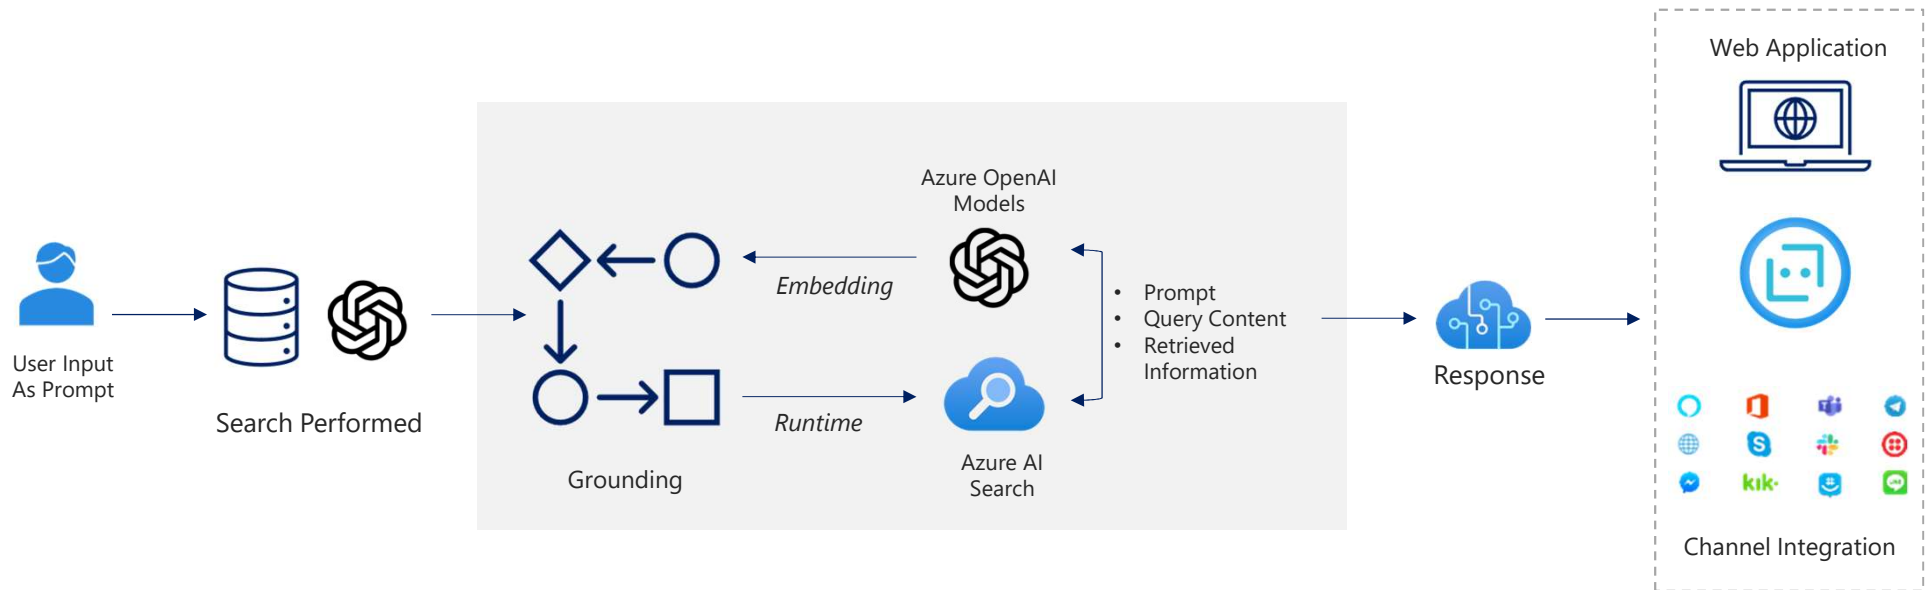 User Input
As Prompt
Search Performed
Grounding
Embedding
Runtime
Azure OpenAI
Models
Azure AI
Search
• Prompt
• Query Content
• Retrieved
Information
Response
Web Application
S
kik
Channel Integration